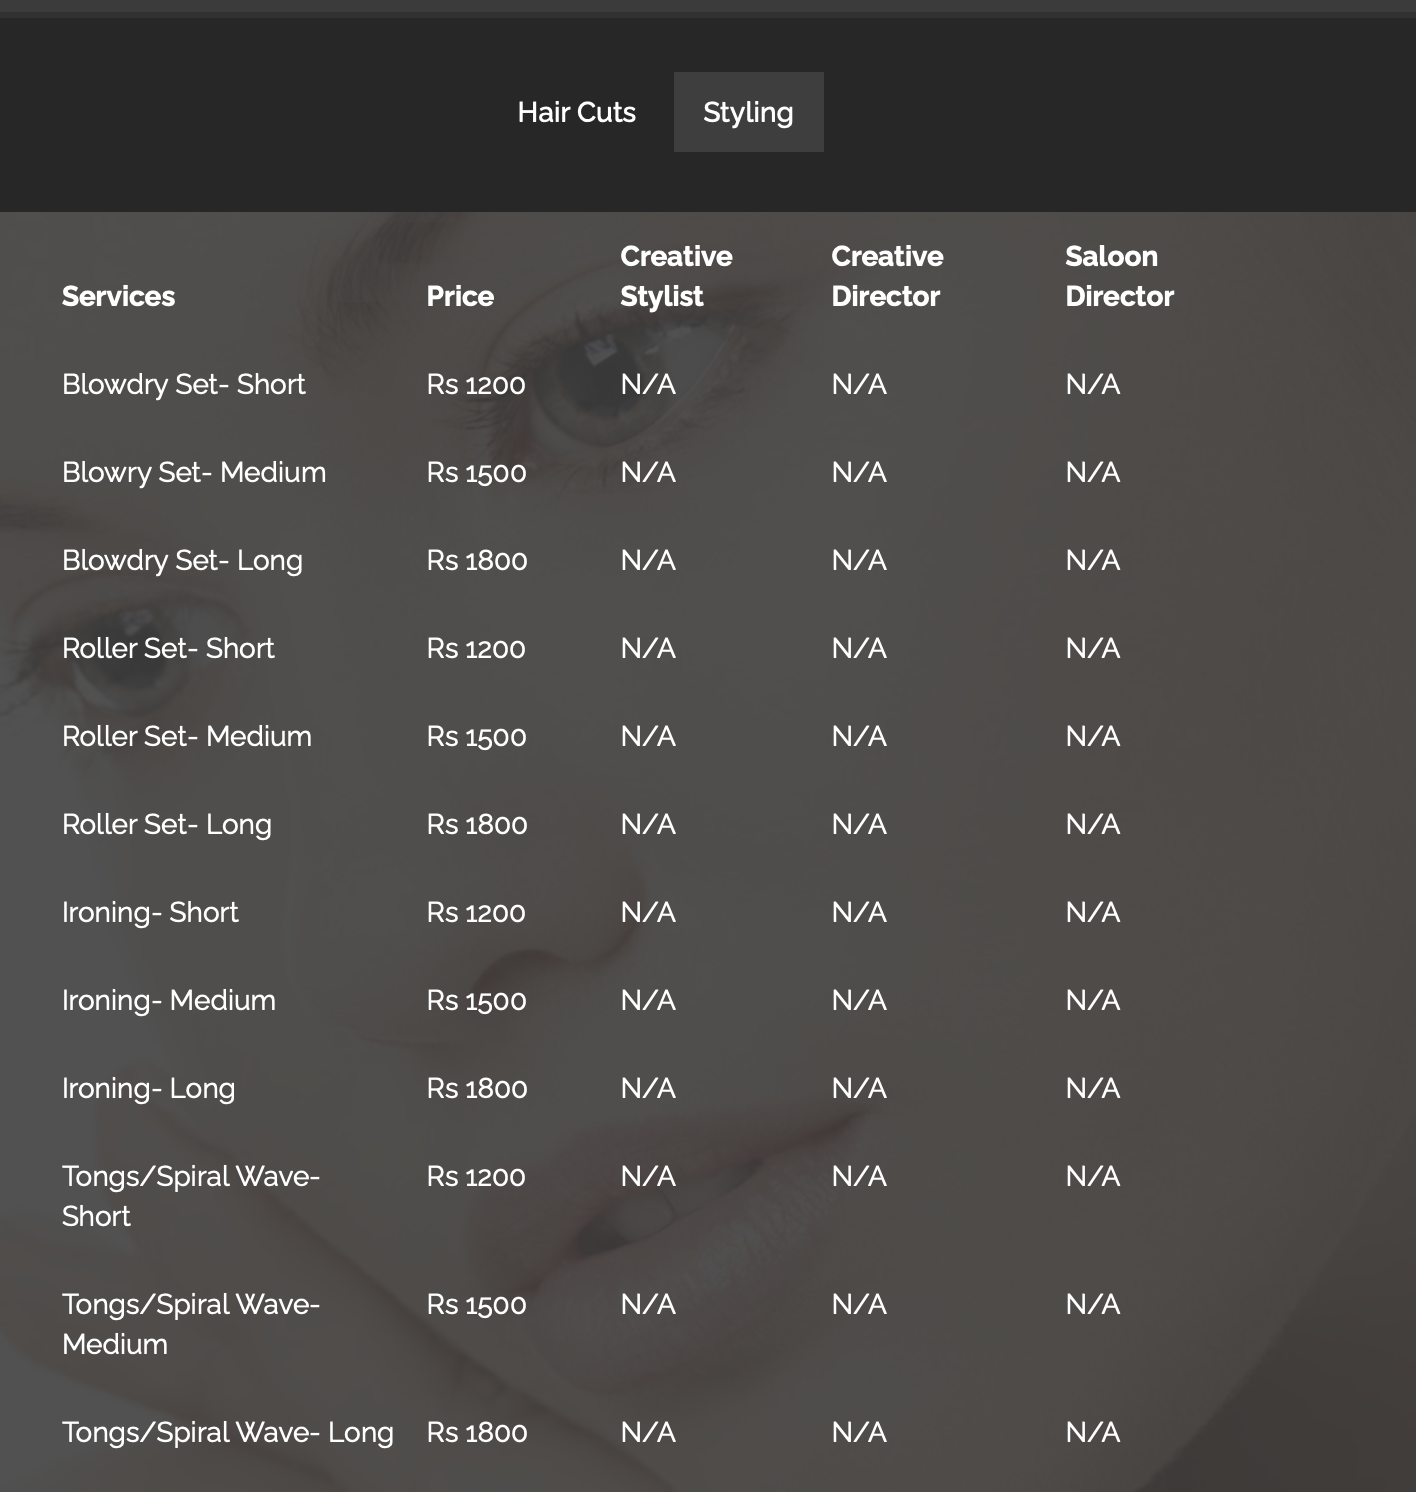 Hair Cuts Styling
Services Price Creative Stylist Creative Director Saloon Director
Blowdry Set- Short Rs 1200 N/A N/A N/A
Blowry Set- Medium Rs 1500 N/A N/A N/A
Blowdry Set- Long Rs 1800 N/A N/A N/A
Roller Set- Short Rs 1200 N/A N/A N/A
Roller Set- Medium Rs 1500 N/A N/A N/A
Roller Set- Long Rs 1800 N/A N/A N/A
Ironing- Short Rs 1200 N/A N/A N/A
Ironing- Medium Rs 1500 N/A N/A N/A
Ironing- Long Rs 1800 N/A N/A N/A
Tongs/Spiral Wave- Rs 1200 N/A N/A N/A
Short
Tongs/Spiral Wave- Rs 1500 N/A N/A N/A
Medium
Tongs/Spiral Wave- Long Rs 1800 N/A N/A N/A